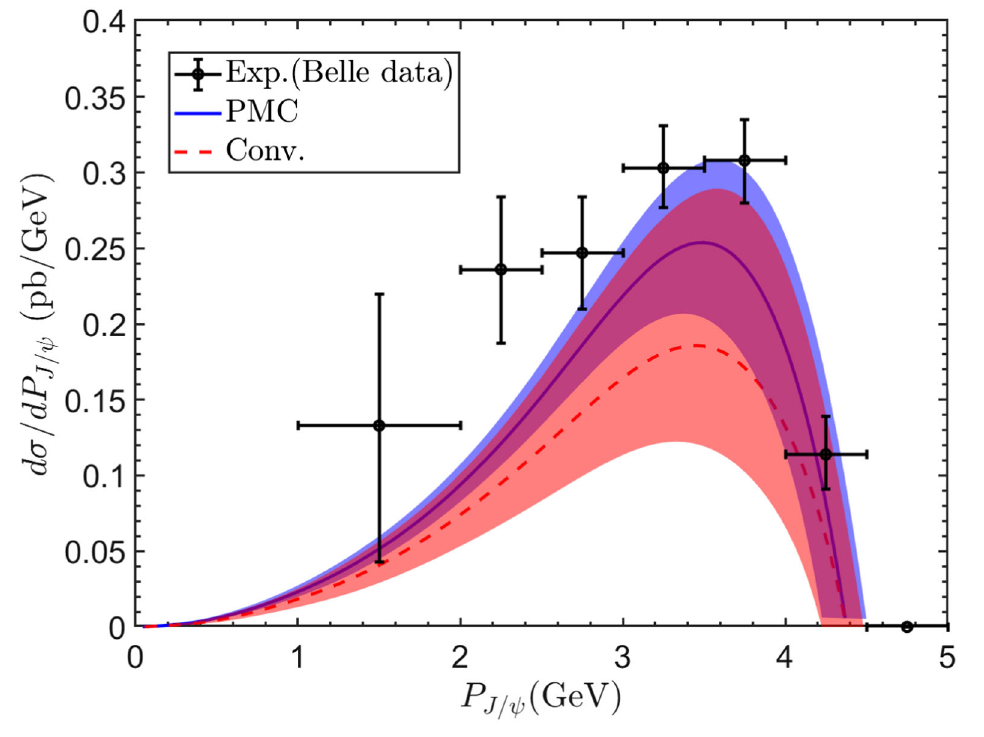 0.4
0.35
0.3
0.25
0.2
0.15
0.1
0.05
0
dσ/dP_{J/ψ} (pb/GeV)
Exp.(Belle data)
PMC
Conv.
0 1 2 3 4 5
P_{J/ψ}(GeV)